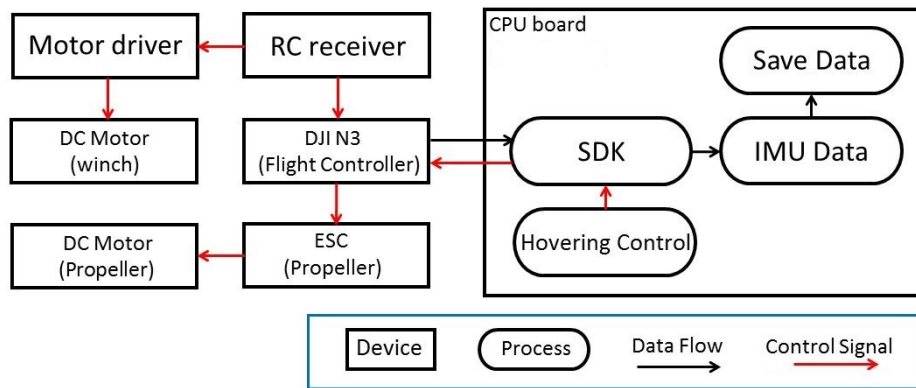 Motor driver
RC receiver
CPU board
Save Data
DC Motor
(winch)
DJI N3
(Flight Controller)
SDK
IMU Data
DC Motor
(Propeller)
ESC
(Propeller)
Hovering Control
Device
Process
Data Flow
Control Signal